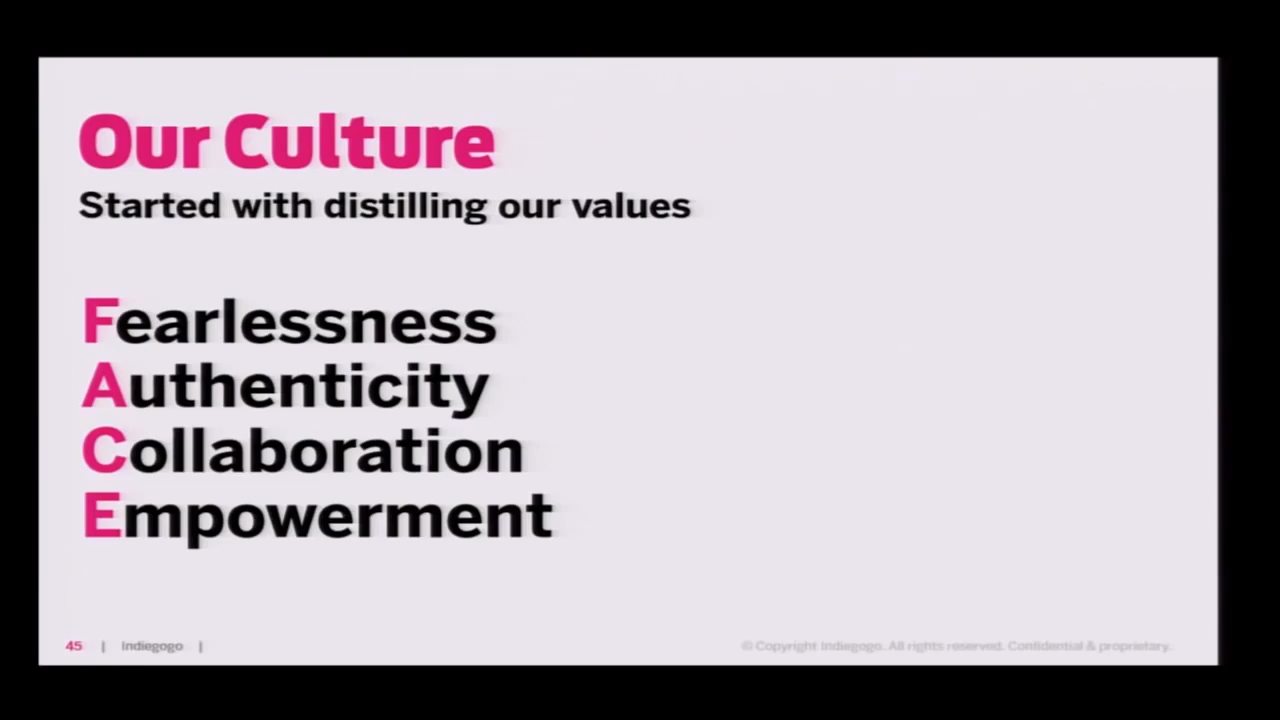 Our Culture
Started with distilling our values
Fearlessness
Authenticity
Collaboration
Empowerment
45 | Indiegogo |
© Copyright Indiegogo. All rights reserved. Confidential & proprietary.